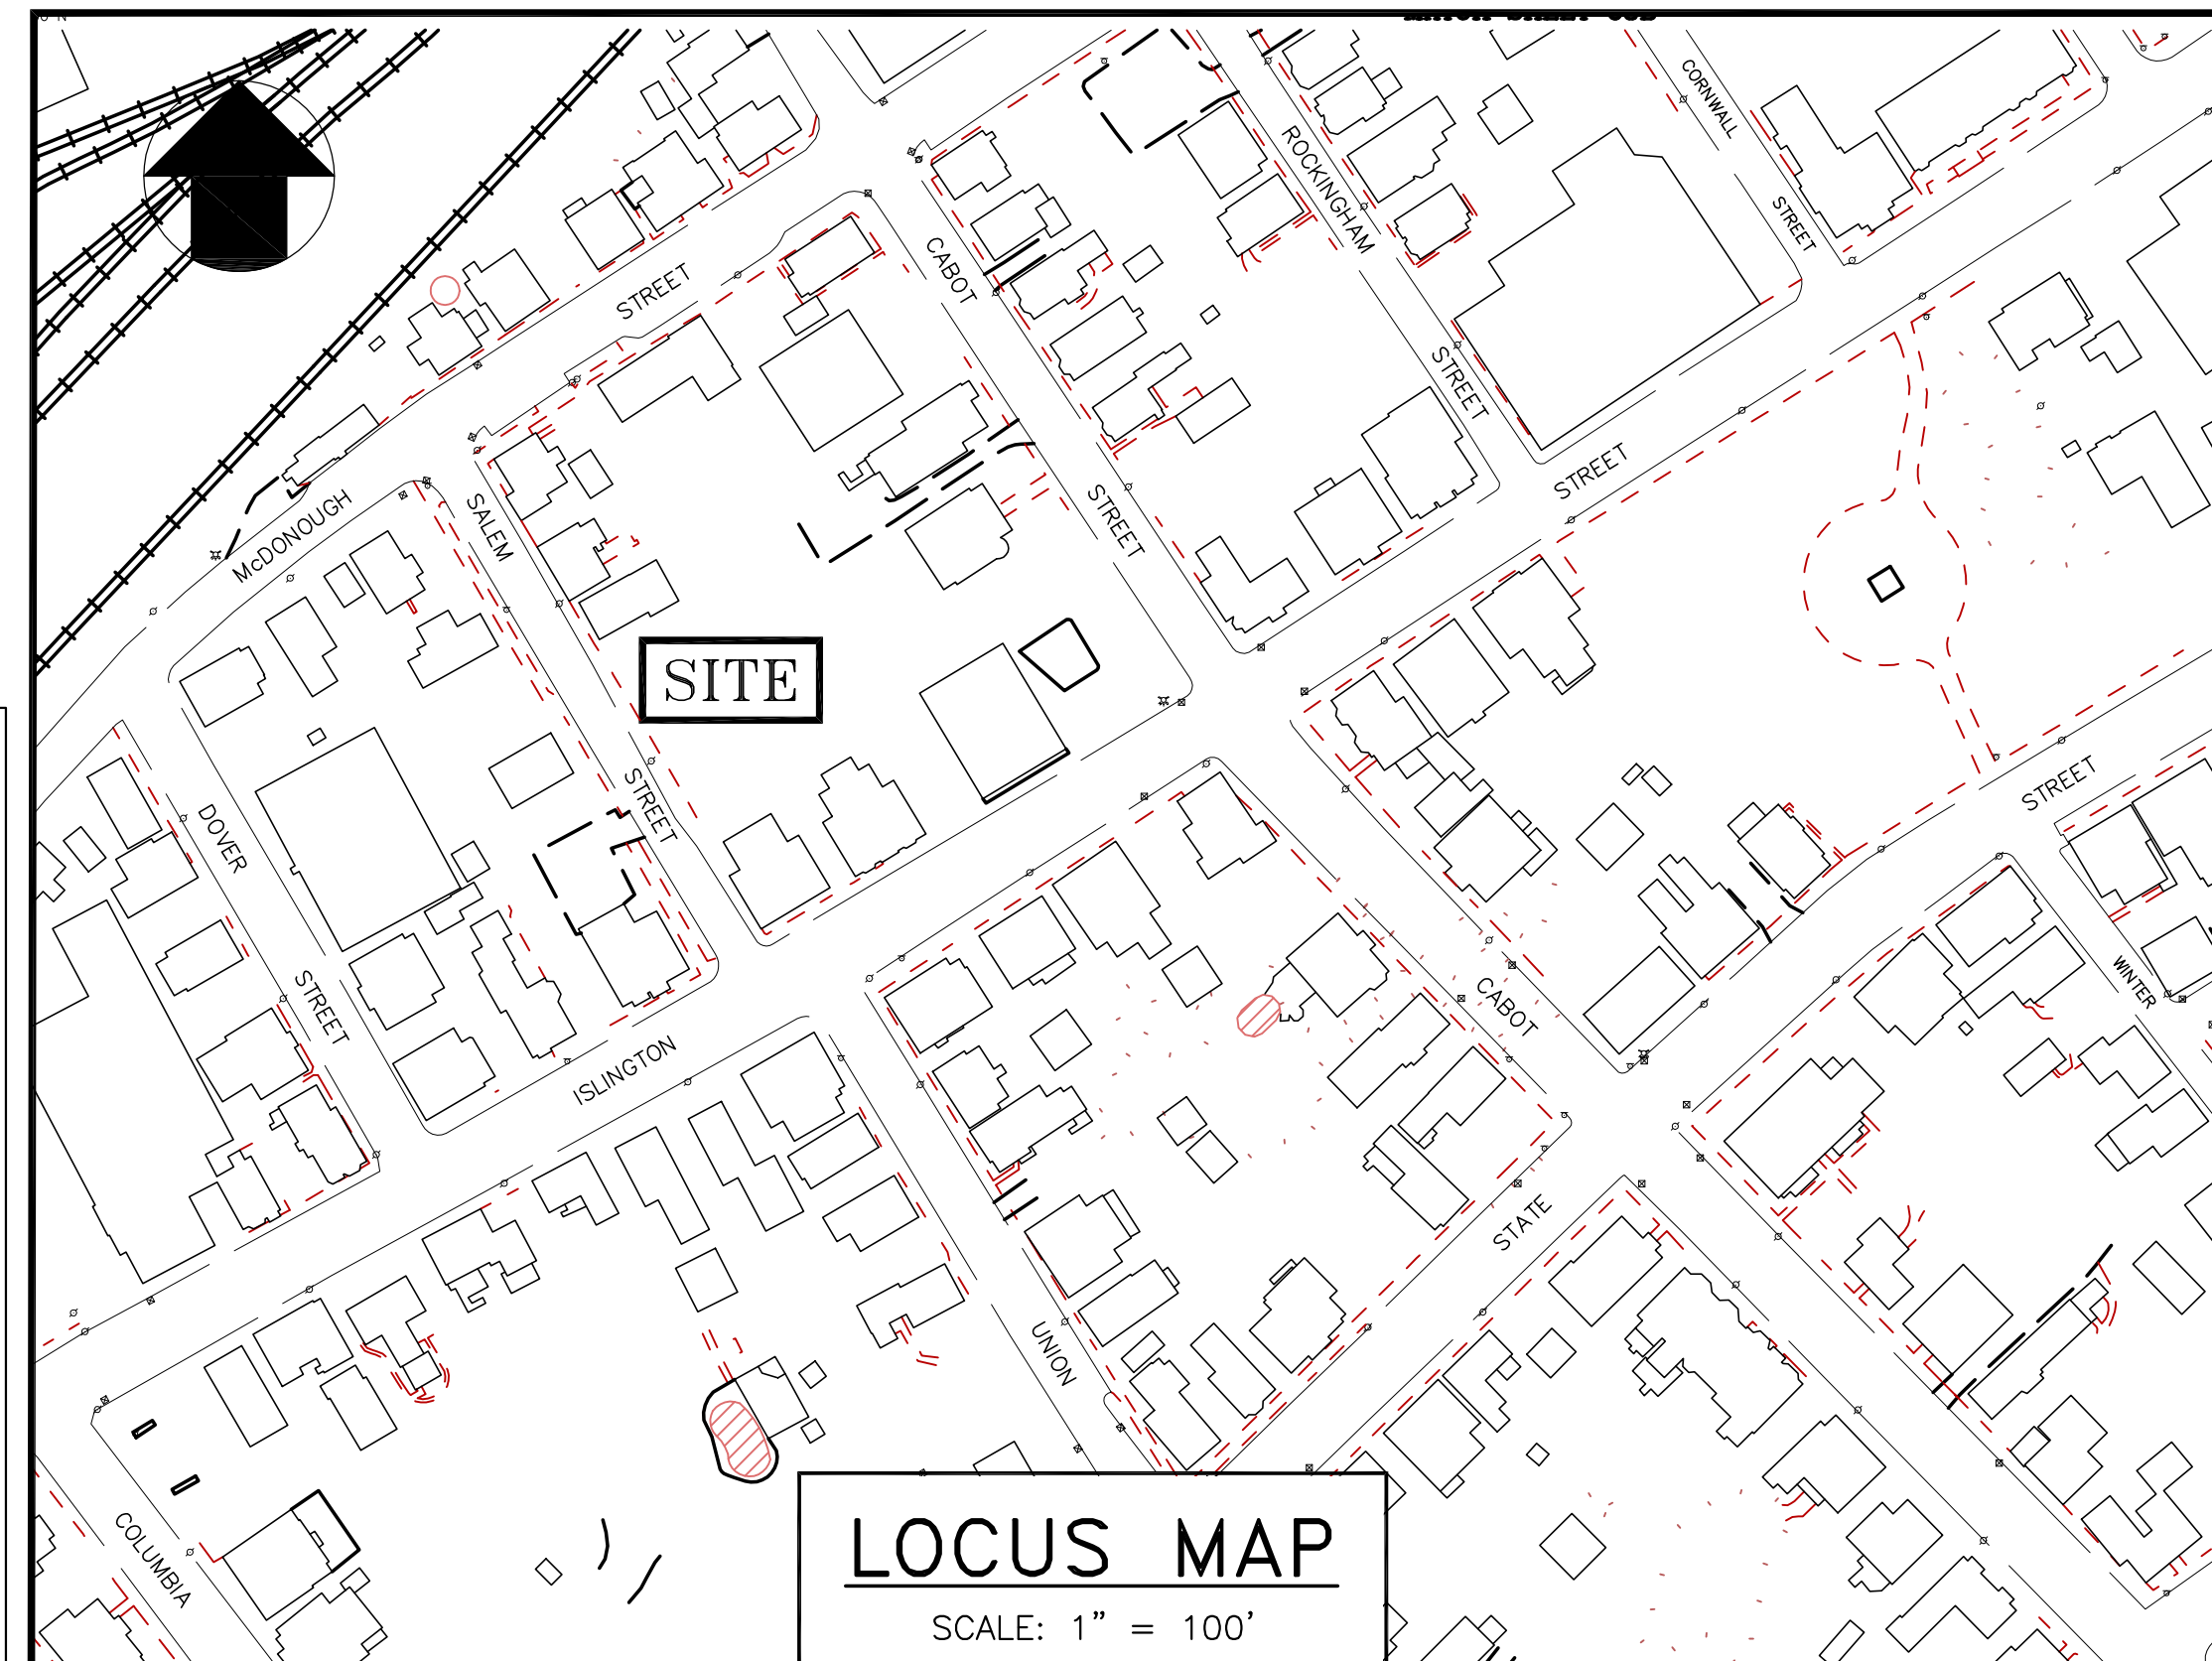 CORNWALL
STREET
ROCKINGHAM
STREET
CABOT
STREET
STREET
McDONOUGH
SALEM
STREET
SITE
STREET
STREET
DOVER
STREET
ISLINGTON
CABOT
WINTER
STATE
UNION
COLUMBIA
LOCUS MAP
SCALE: 1" = 100'